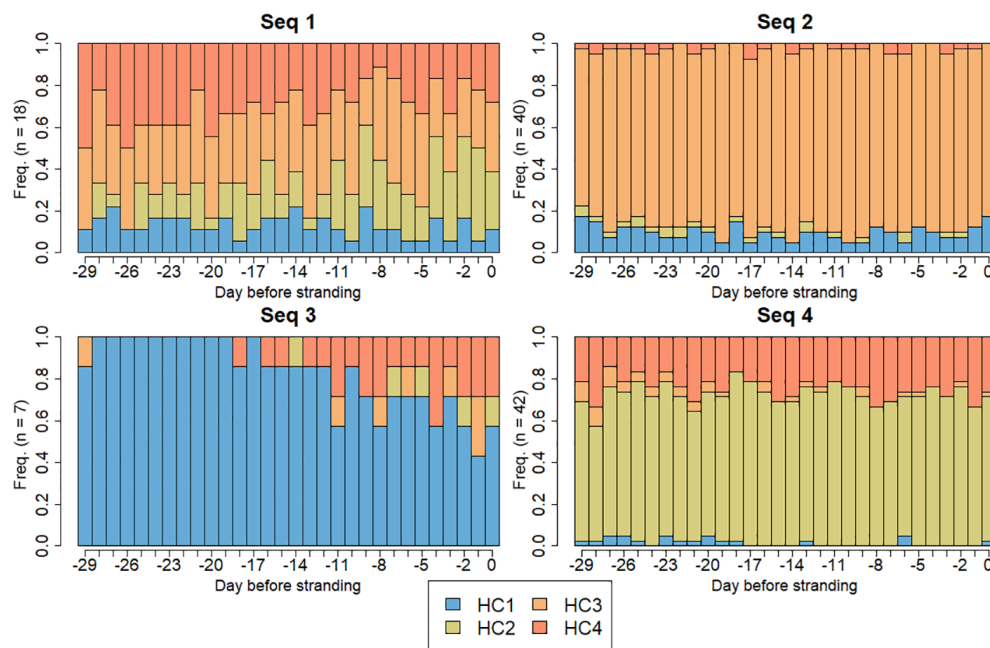 Seq 1
Freq. (n = 18)
1.0
0.8
0.6
0.4
0.2
0.0
-29 -26 -23 -20 -17 -14 -11 -8 -5 -2 0
Day before stranding
Seq 2
Freq. (n = 40)
1.0
0.8
0.6
0.4
0.2
0.0
-29 -26 -23 -20 -17 -14 -11 -8 -5 -2 0
Day before stranding
Seq 3
Freq. (n = 7)
1.0
0.8
0.6
0.4
0.2
0.0
-29 -26 -23 -20 -17 -14 -11 -8 -5 -2 0
Day before stranding
Seq 4
Freq. (n = 42)
1.0
0.8
0.6
0.4
0.2
0.0
-29 -26 -23 -20 -17 -14 -11 -8 -5 -2 0
Day before stranding
HC1 HC3
HC2 HC4